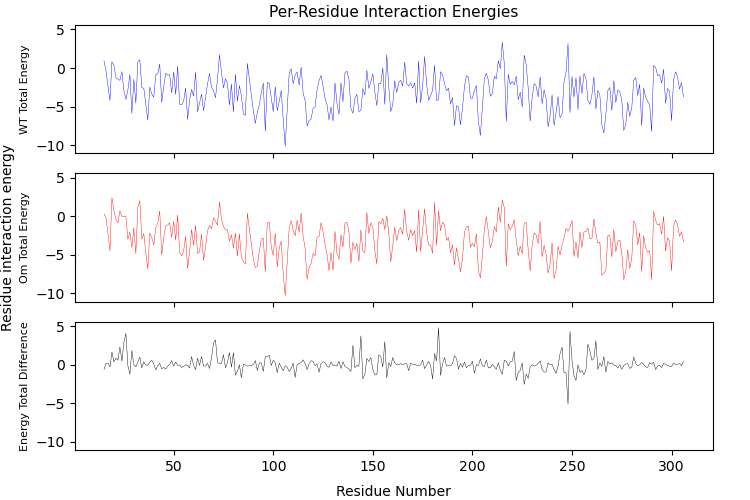 Per-Residue Interaction Energies
5
0
−5
−10
WT Total Energy
5
0
−5
−10
Om Total Energy
Residue interaction energy
5
0
−5
−10
Energy Total Difference
50 100 150 200 250 300
Residue Number